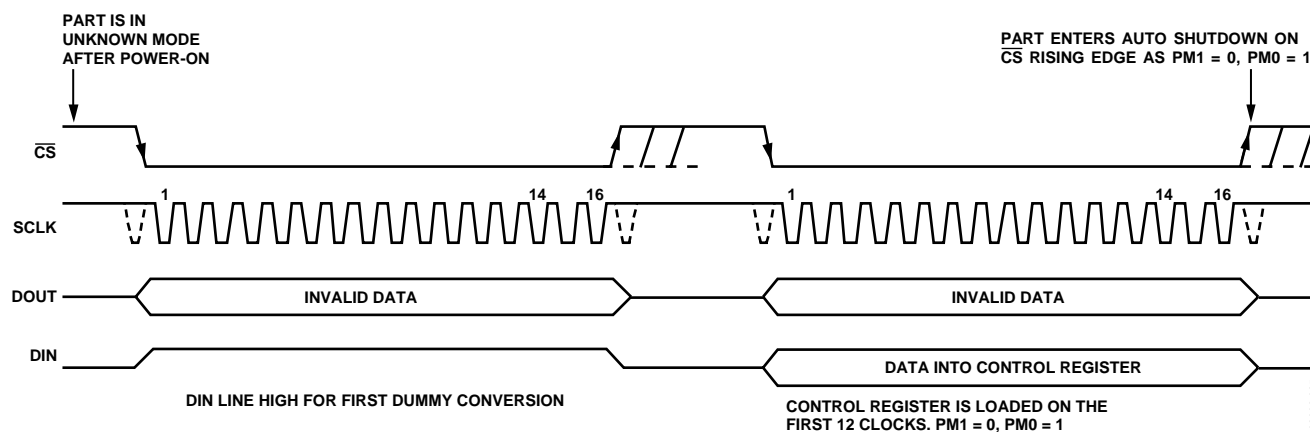 PART IS IN
UNKNOWN MODE
AFTER POWER-ON
PART ENTERS AUTO SHUTDOWN ON
CS RISING EDGE AS PM1 = 0, PM0 = 1
CS
1 14 16 1 14 16
SCLK
DOUT INVALID DATA INVALID DATA
DIN DATA INTO CONTROL REGISTER
DIN LINE HIGH FOR FIRST DUMMY CONVERSION
CONTROL REGISTER IS LOADED ON THE
FIRST 12 CLOCKS. PM1 = 0, PM0 = 1